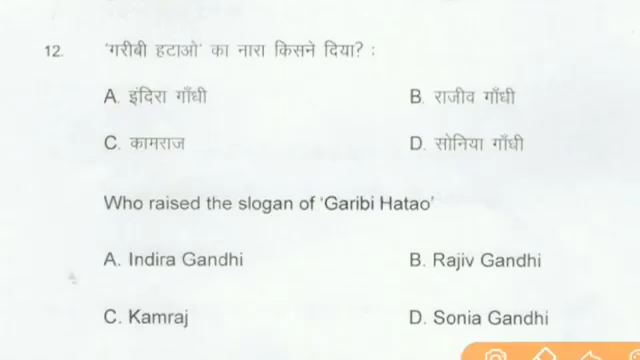 12. 'गरीबी हटाओ' का नारा किसने दिया? :
A. इंदिरा गाँधी B. राजीव गाँधी
C. कामराज D. सोनिया गाँधी
Who raised the slogan of 'Garibi Hatao'
A. Indira Gandhi B. Rajiv Gandhi
C. Kamraj D. Sonia Gandhi